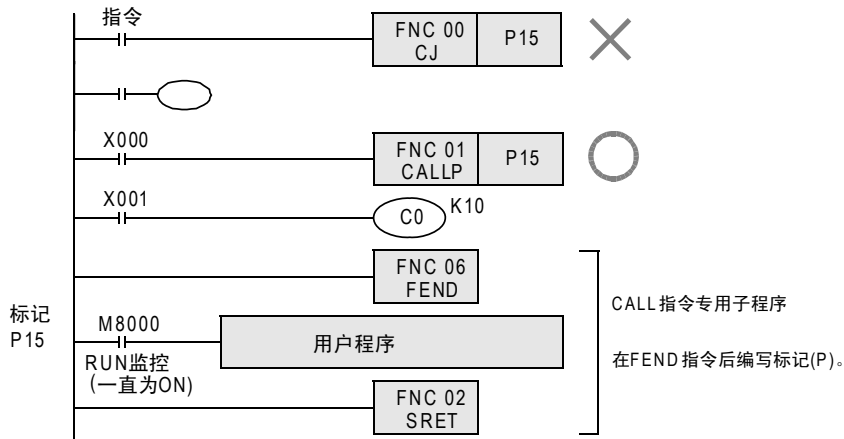 指令
FNC 00 P15
CJ
X000
FNC 01 P15
CALLP
X001
C0 K10
FNC 06
FEND
CALL指令专用子程序
标记
P15
M8000
用户程序
在FEND指令后编写标记(P)。
RUN监控
(一直为ON)
FNC 02
SRET